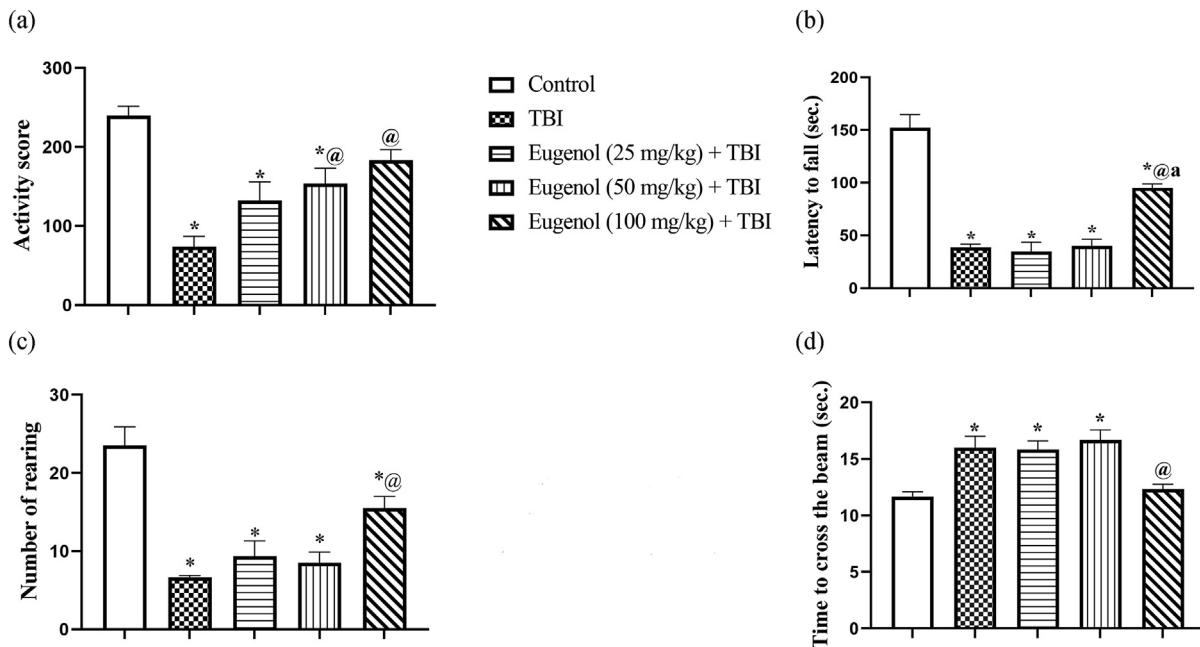 (a)
Activity score
300
200
100
0
*
*
*@
@
Control
TBI
Eugenol (25 mg/kg) + TBI
Eugenol (50 mg/kg) + TBI
Eugenol (100 mg/kg) + TBI
(b)
Latency to fall (sec.)
200
150
100
50
0
*
*
*
*@a
(c)
Number of rearing
30
20
10
0
*
*
*
*@
(d)
Time to cross the beam (sec.)
20
15
10
5
0
*
*
*
@